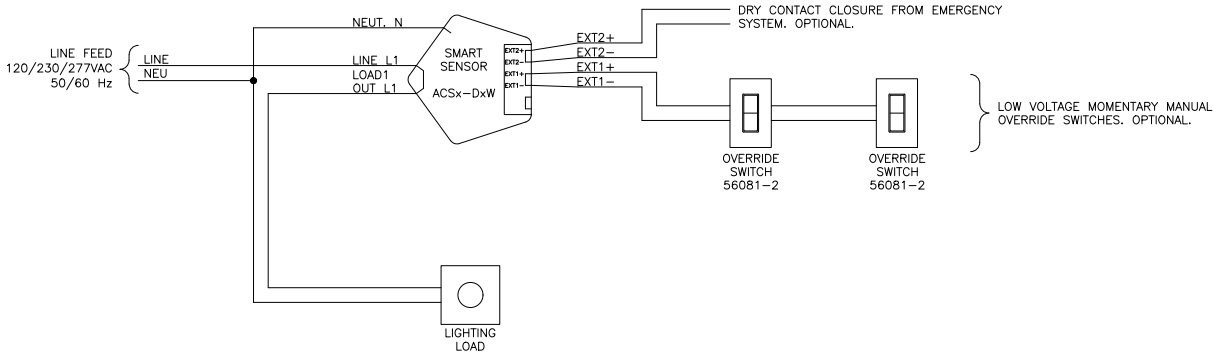 DRY CONTACT CLOSURE FROM EMERGENCY
SYSTEM. OPTIONAL.
NEUT. N
LINE FEED
120/230/277VAC
50/60 Hz
LINE
NEU
LINE L1
LOAD1
OUT L1
SMART
SENSOR
ACSx-DxW
EXT2+
EXT2-
EXT1+
EXT1-
EXT2+
EXT2-
EXT1+
EXT1-
LOW VOLTAGE MOMENTARY MANUAL
OVERRIDE SWITCHES. OPTIONAL.
OVERRIDE
SWITCH
56081-2
OVERRIDE
SWITCH
56081-2
LIGHTING
LOAD